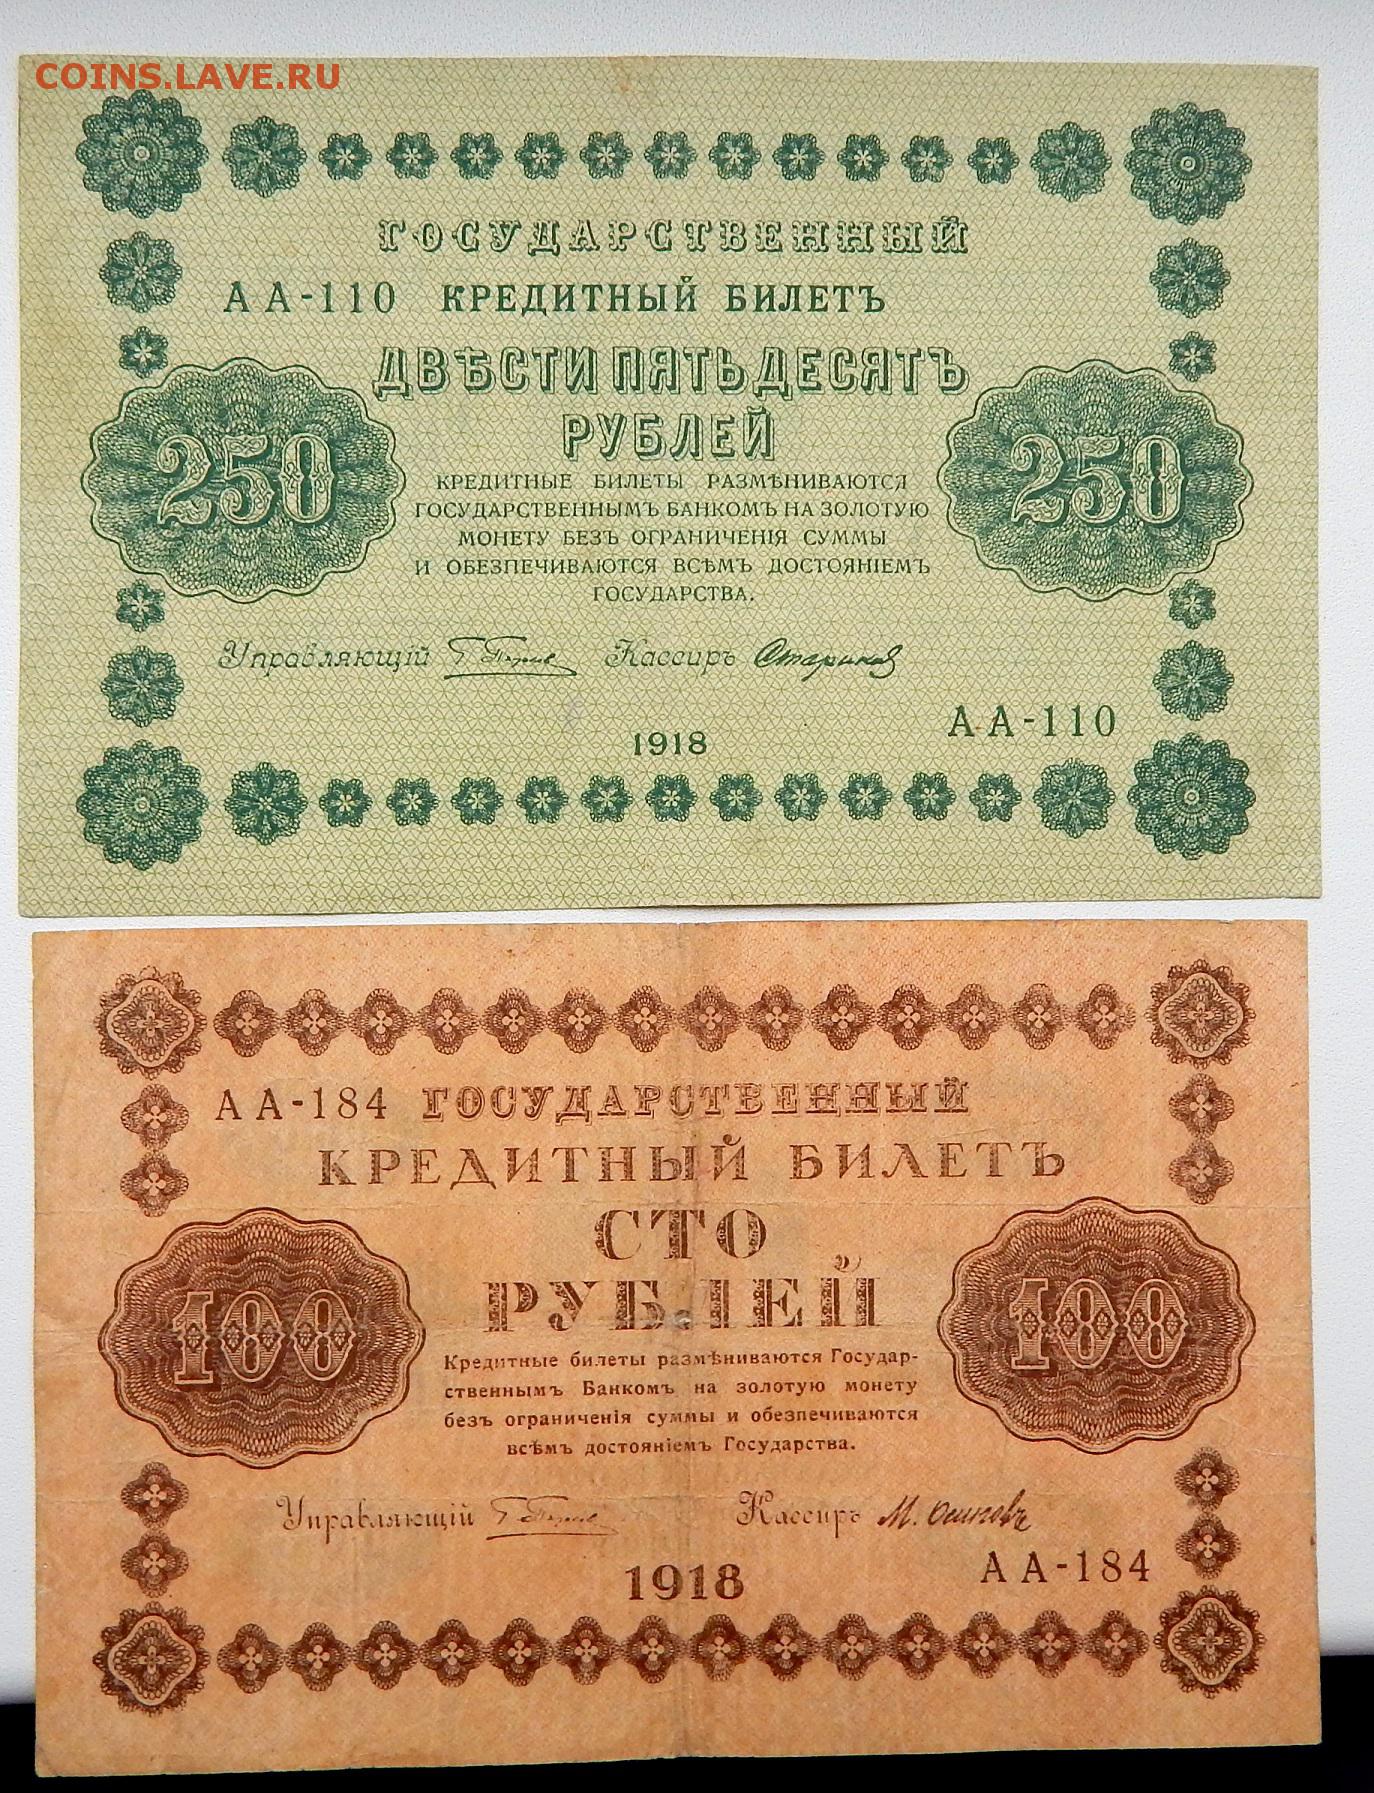 COINS.LAVE.RU
ГОСУДАРСТВЕННЫЙ
АА-110 КРЕДИТНЫЙ БИЛЕТЪ
ДВѢСТИ ПЯТЬДЕСЯТЪ
РУБЛЕЙ
250 250
КРЕДИТНЫЕ БИЛЕТЫ РАЗМѢНИВАЮТСЯ
ГОСУДАРСТВЕННЫМЪ БАНКОМЪ НА ЗОЛОТУЮ
МОНЕТУ БЕЗЪ ОГРАНИЧЕНІЯ СУММЫ
И ОБЕЗПЕЧИВАЮТСЯ ВСѢМЪ ДОСТОЯНІЕМЪ
ГОСУДАРСТВА.
Управляющій Кассиръ Стариков
АА-110
1918
АА-184 ГОСУДАРСТВЕННЫЙ
КРЕДИТНЫЙ БИЛЕТЪ
СТО
РУБЛЕЙ
100 100
Кредитные билеты размѣниваются Государ-
ственнымъ Банкомъ на золотую монету
безъ ограниченія суммы и обезпечиваются
всѣмъ достояніемъ Государства.
Управляющій Кассиръ М. Осиповъ
АА-184
1918